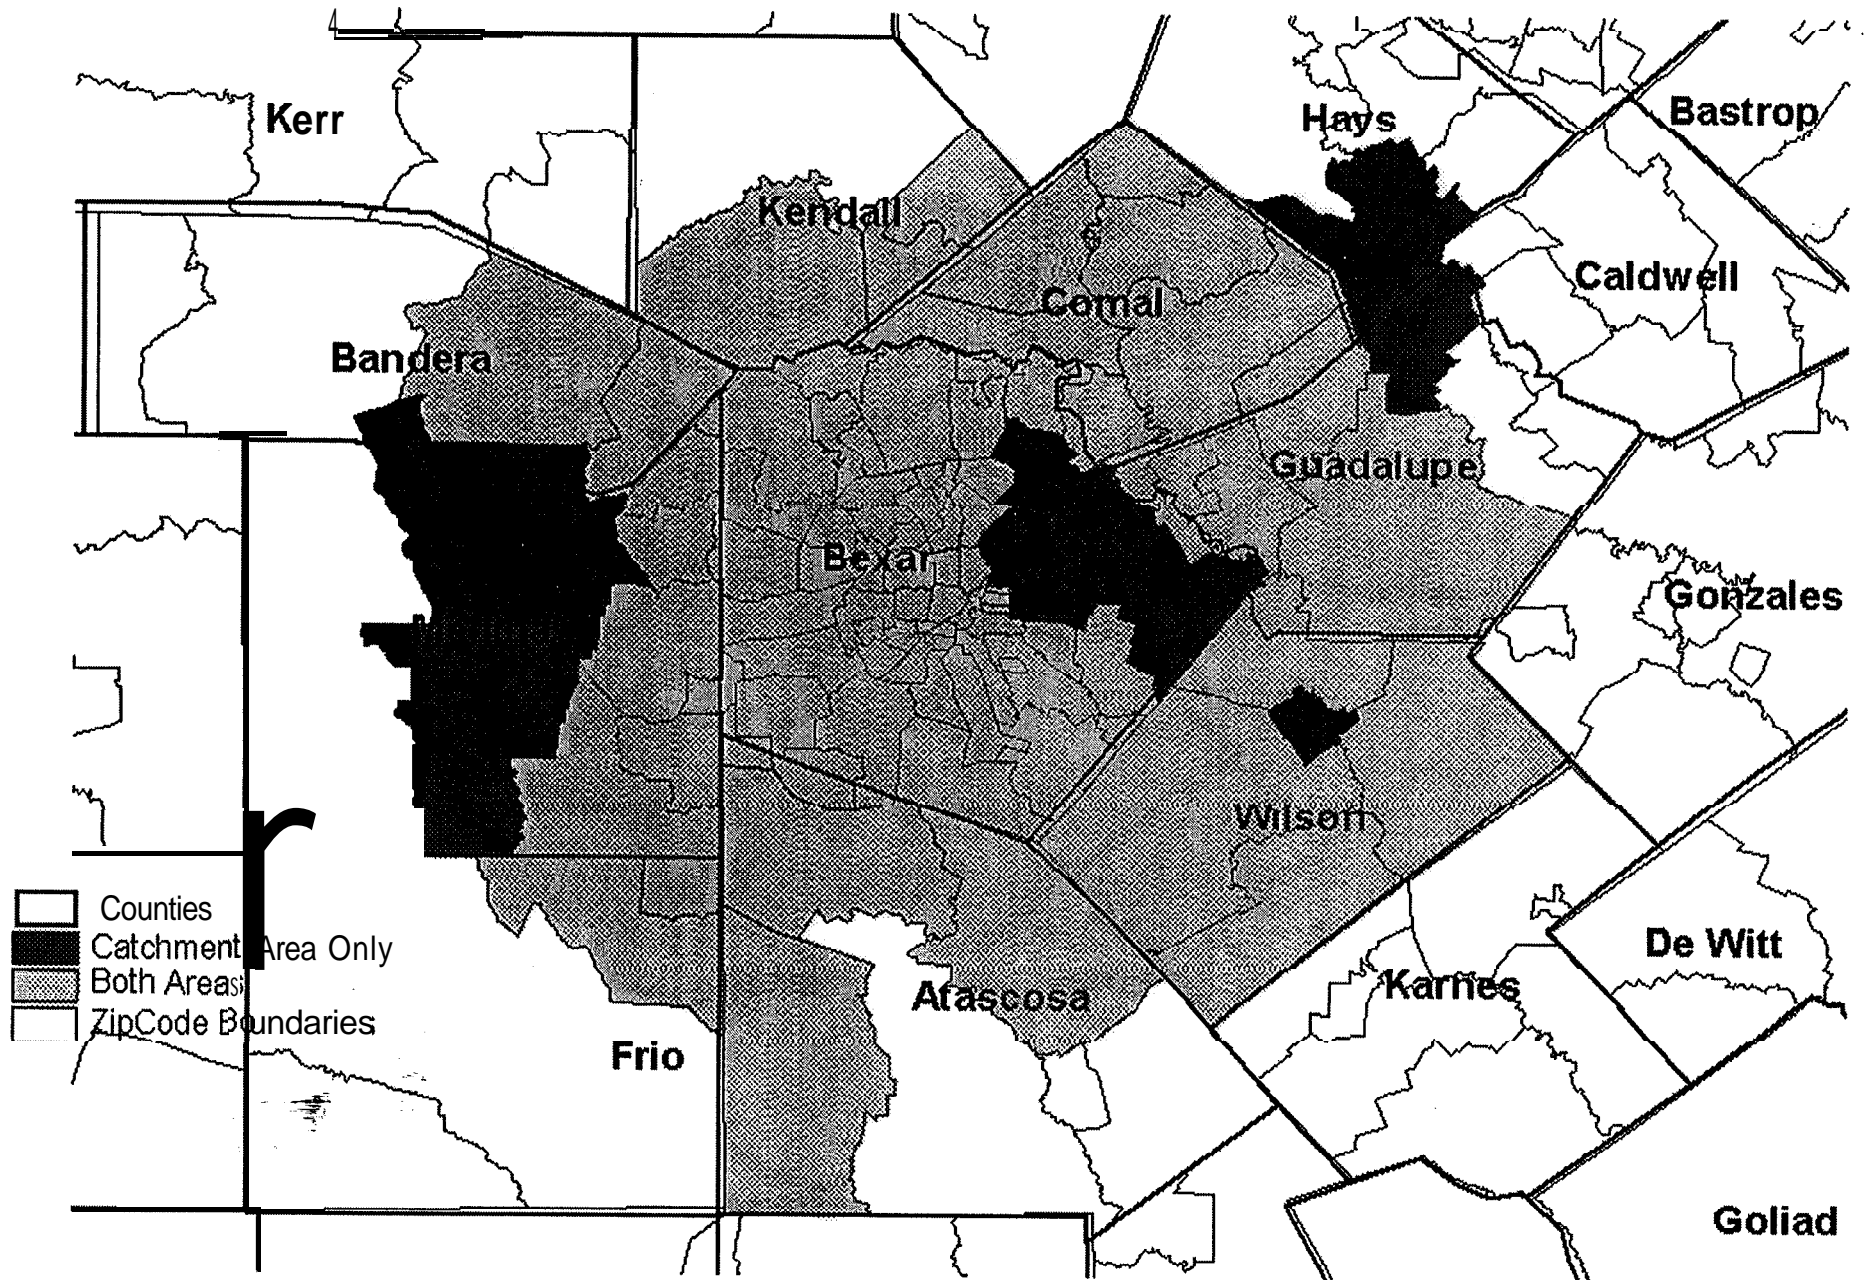 4
Kerr
Hays
Bastrop
Kendall
Caldwell
Comal
Bandera
Guadalupe
Bexar
Gonzales
Wilson
r
Counties
Catchment Area Only
Both Areas
ZipCode Boundaries
De Witt
Karnes
Atascosa
Frio
Goliad